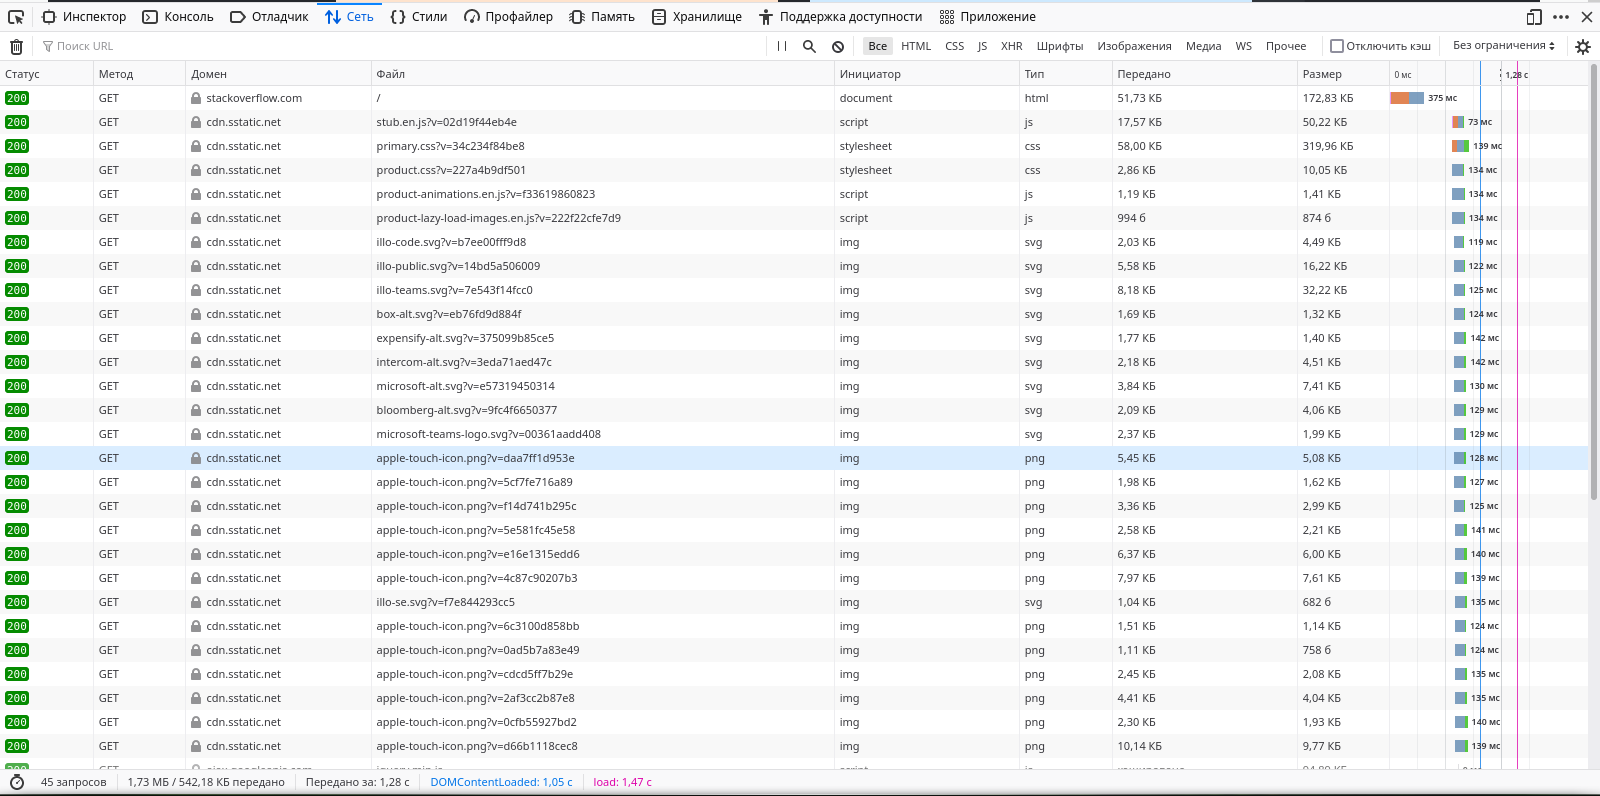 Инспектор Консоль Отладчик Сеть Стили Профайлер Память Хранилище Поддержка доступности Приложение
Поиск URL Все HTML CSS JS XHR Шрифты Изображения Медиа WS Прочее Отключить кэш Без ограничения
Статус Метод Домен Файл Инициатор Тип Передано Размер 0 мс 1,28 с
200 GET stackoverflow.com / document html 51,73 КБ 172,83 КБ 375 мс
200 GET cdn.sstatic.net stub.en.js?v=02d19f44eb4e script js 17,57 КБ 50,22 КБ 73 мс
200 GET cdn.sstatic.net primary.css?v=34c234f84be8 stylesheet css 58,00 КБ 319,96 КБ 139 мс
200 GET cdn.sstatic.net product.css?v=227a4b9df501 stylesheet css 2,86 КБ 10,05 КБ 134 мс
200 GET cdn.sstatic.net product-animations.en.js?v=f33619860823 script js 1,19 КБ 1,41 КБ 134 мс
200 GET cdn.sstatic.net product-lazy-load-images.en.js?v=222f22cfe7d9 script js 994 б 874 б 134 мс
200 GET cdn.sstatic.net illo-code.svg?v=b7ee00fff9d8 img svg 2,03 КБ 4,49 КБ 119 мс
200 GET cdn.sstatic.net illo-public.svg?v=14bd5a506009 img svg 5,58 КБ 16,22 КБ 122 мс
200 GET cdn.sstatic.net illo-teams.svg?v=7e543f14fcc0 img svg 8,18 КБ 32,22 КБ 125 мс
200 GET cdn.sstatic.net box-alt.svg?v=eb76fd9d884f img svg 1,69 КБ 1,32 КБ 124 мс
200 GET cdn.sstatic.net expensify-alt.svg?v=375099b85ce5 img svg 1,77 КБ 1,40 КБ 142 мс
200 GET cdn.sstatic.net intercom-alt.svg?v=3eda71aed47c img svg 2,18 КБ 4,51 КБ 142 мс
200 GET cdn.sstatic.net microsoft-alt.svg?v=e57319450314 img svg 3,84 КБ 7,41 КБ 130 мс
200 GET cdn.sstatic.net bloomberg-alt.svg?v=9fc4f6650377 img svg 2,09 КБ 4,06 КБ 129 мс
200 GET cdn.sstatic.net microsoft-teams-logo.svg?v=00361aadd408 img svg 2,37 КБ 1,99 КБ 129 мс
200 GET cdn.sstatic.net apple-touch-icon.png?v=daa7ff1d953e img png 5,45 КБ 5,08 КБ 128 мс
200 GET cdn.sstatic.net apple-touch-icon.png?v=5cf7fe716a89 img png 1,98 КБ 1,62 КБ 127 мс
200 GET cdn.sstatic.net apple-touch-icon.png?v=f14d741b295c img png 3,36 КБ 2,99 КБ 125 мс
200 GET cdn.sstatic.net apple-touch-icon.png?v=5e581fc45e58 img png 2,58 КБ 2,21 КБ 141 мс
200 GET cdn.sstatic.net apple-touch-icon.png?v=e16e1315edd6 img png 6,37 КБ 6,00 КБ 140 мс
200 GET cdn.sstatic.net apple-touch-icon.png?v=4c87c90207b3 img png 7,97 КБ 7,61 КБ 139 мс
200 GET cdn.sstatic.net illo-se.svg?v=f7e844293cc5 img svg 1,04 КБ 682 б 135 мс
200 GET cdn.sstatic.net apple-touch-icon.png?v=6c3100d858bb img png 1,51 КБ 1,14 КБ 124 мс
200 GET cdn.sstatic.net apple-touch-icon.png?v=0ad5b7a83e49 img png 1,11 КБ 758 б 124 мс
200 GET cdn.sstatic.net apple-touch-icon.png?v=cdcd5ff7b29e img png 2,45 КБ 2,08 КБ 135 мс
200 GET cdn.sstatic.net apple-touch-icon.png?v=2af3cc2b87e8 img png 4,41 КБ 4,04 КБ 135 мс
200 GET cdn.sstatic.net apple-touch-icon.png?v=0cfb55927bd2 img png 2,30 КБ 1,93 КБ 140 мс
200 GET cdn.sstatic.net apple-touch-icon.png?v=d66b1118cec8 img png 10,14 КБ 9,77 КБ 139 мс
45 запросов 1,73 МБ / 542,18 КБ передано Передано за: 1,28 с DOMContentLoaded: 1,05 с load: 1,47 с